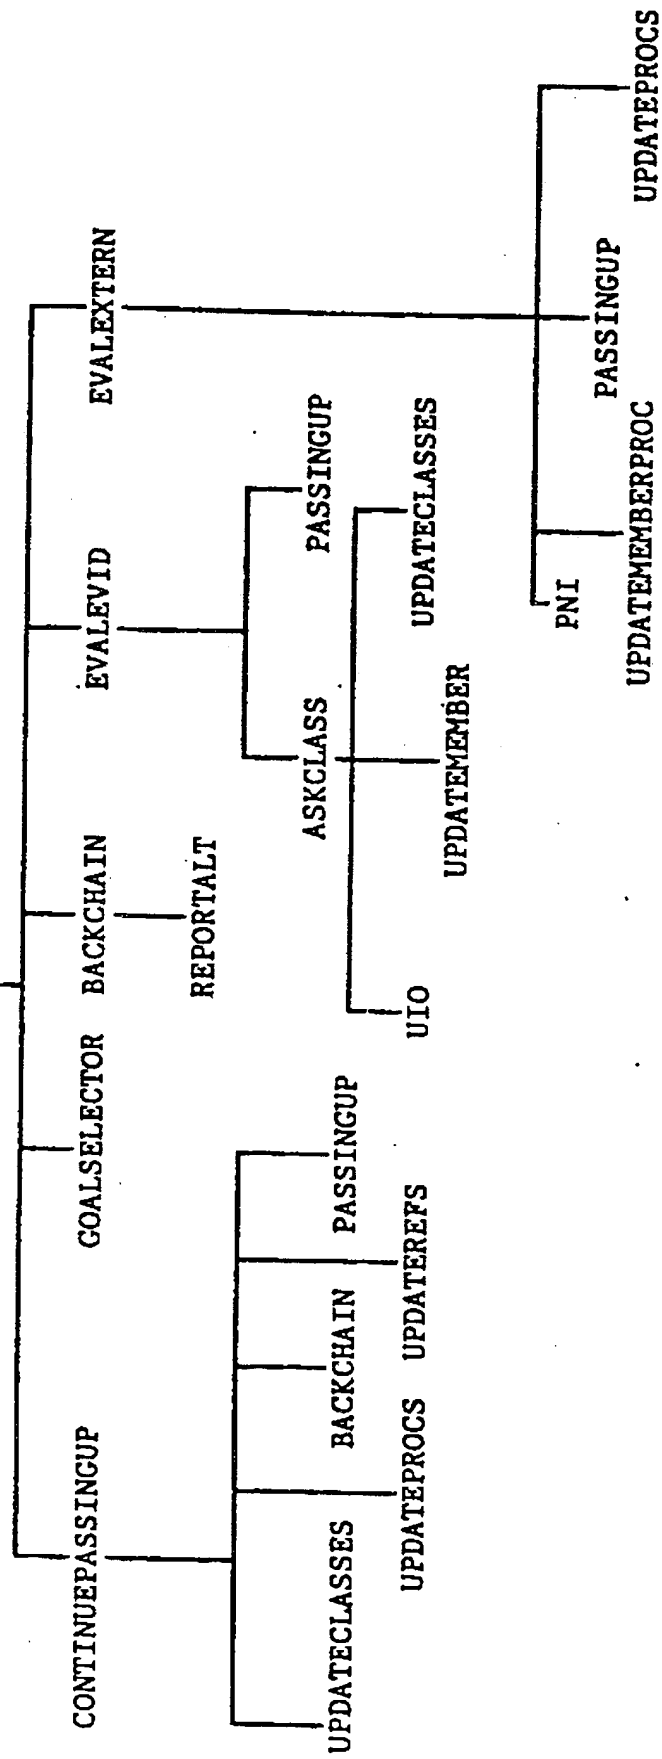 CONTINUEPASSINGUP
GOALSELECTOR
BACKCHAIN
EVALEVID
EVALEXTERN
UPDATECLASSES
UPDATEPROCS
BACKCHAIN
UPDATEREFS
PASSINGUP
REPORTALT
ASKCLASS
PASSINGUP
UIO
UPDATEMEMBER
UPDATECLASSES
PNI
UPDATEMEMBERPROC
PASSINGUP
UPDATEPROCS